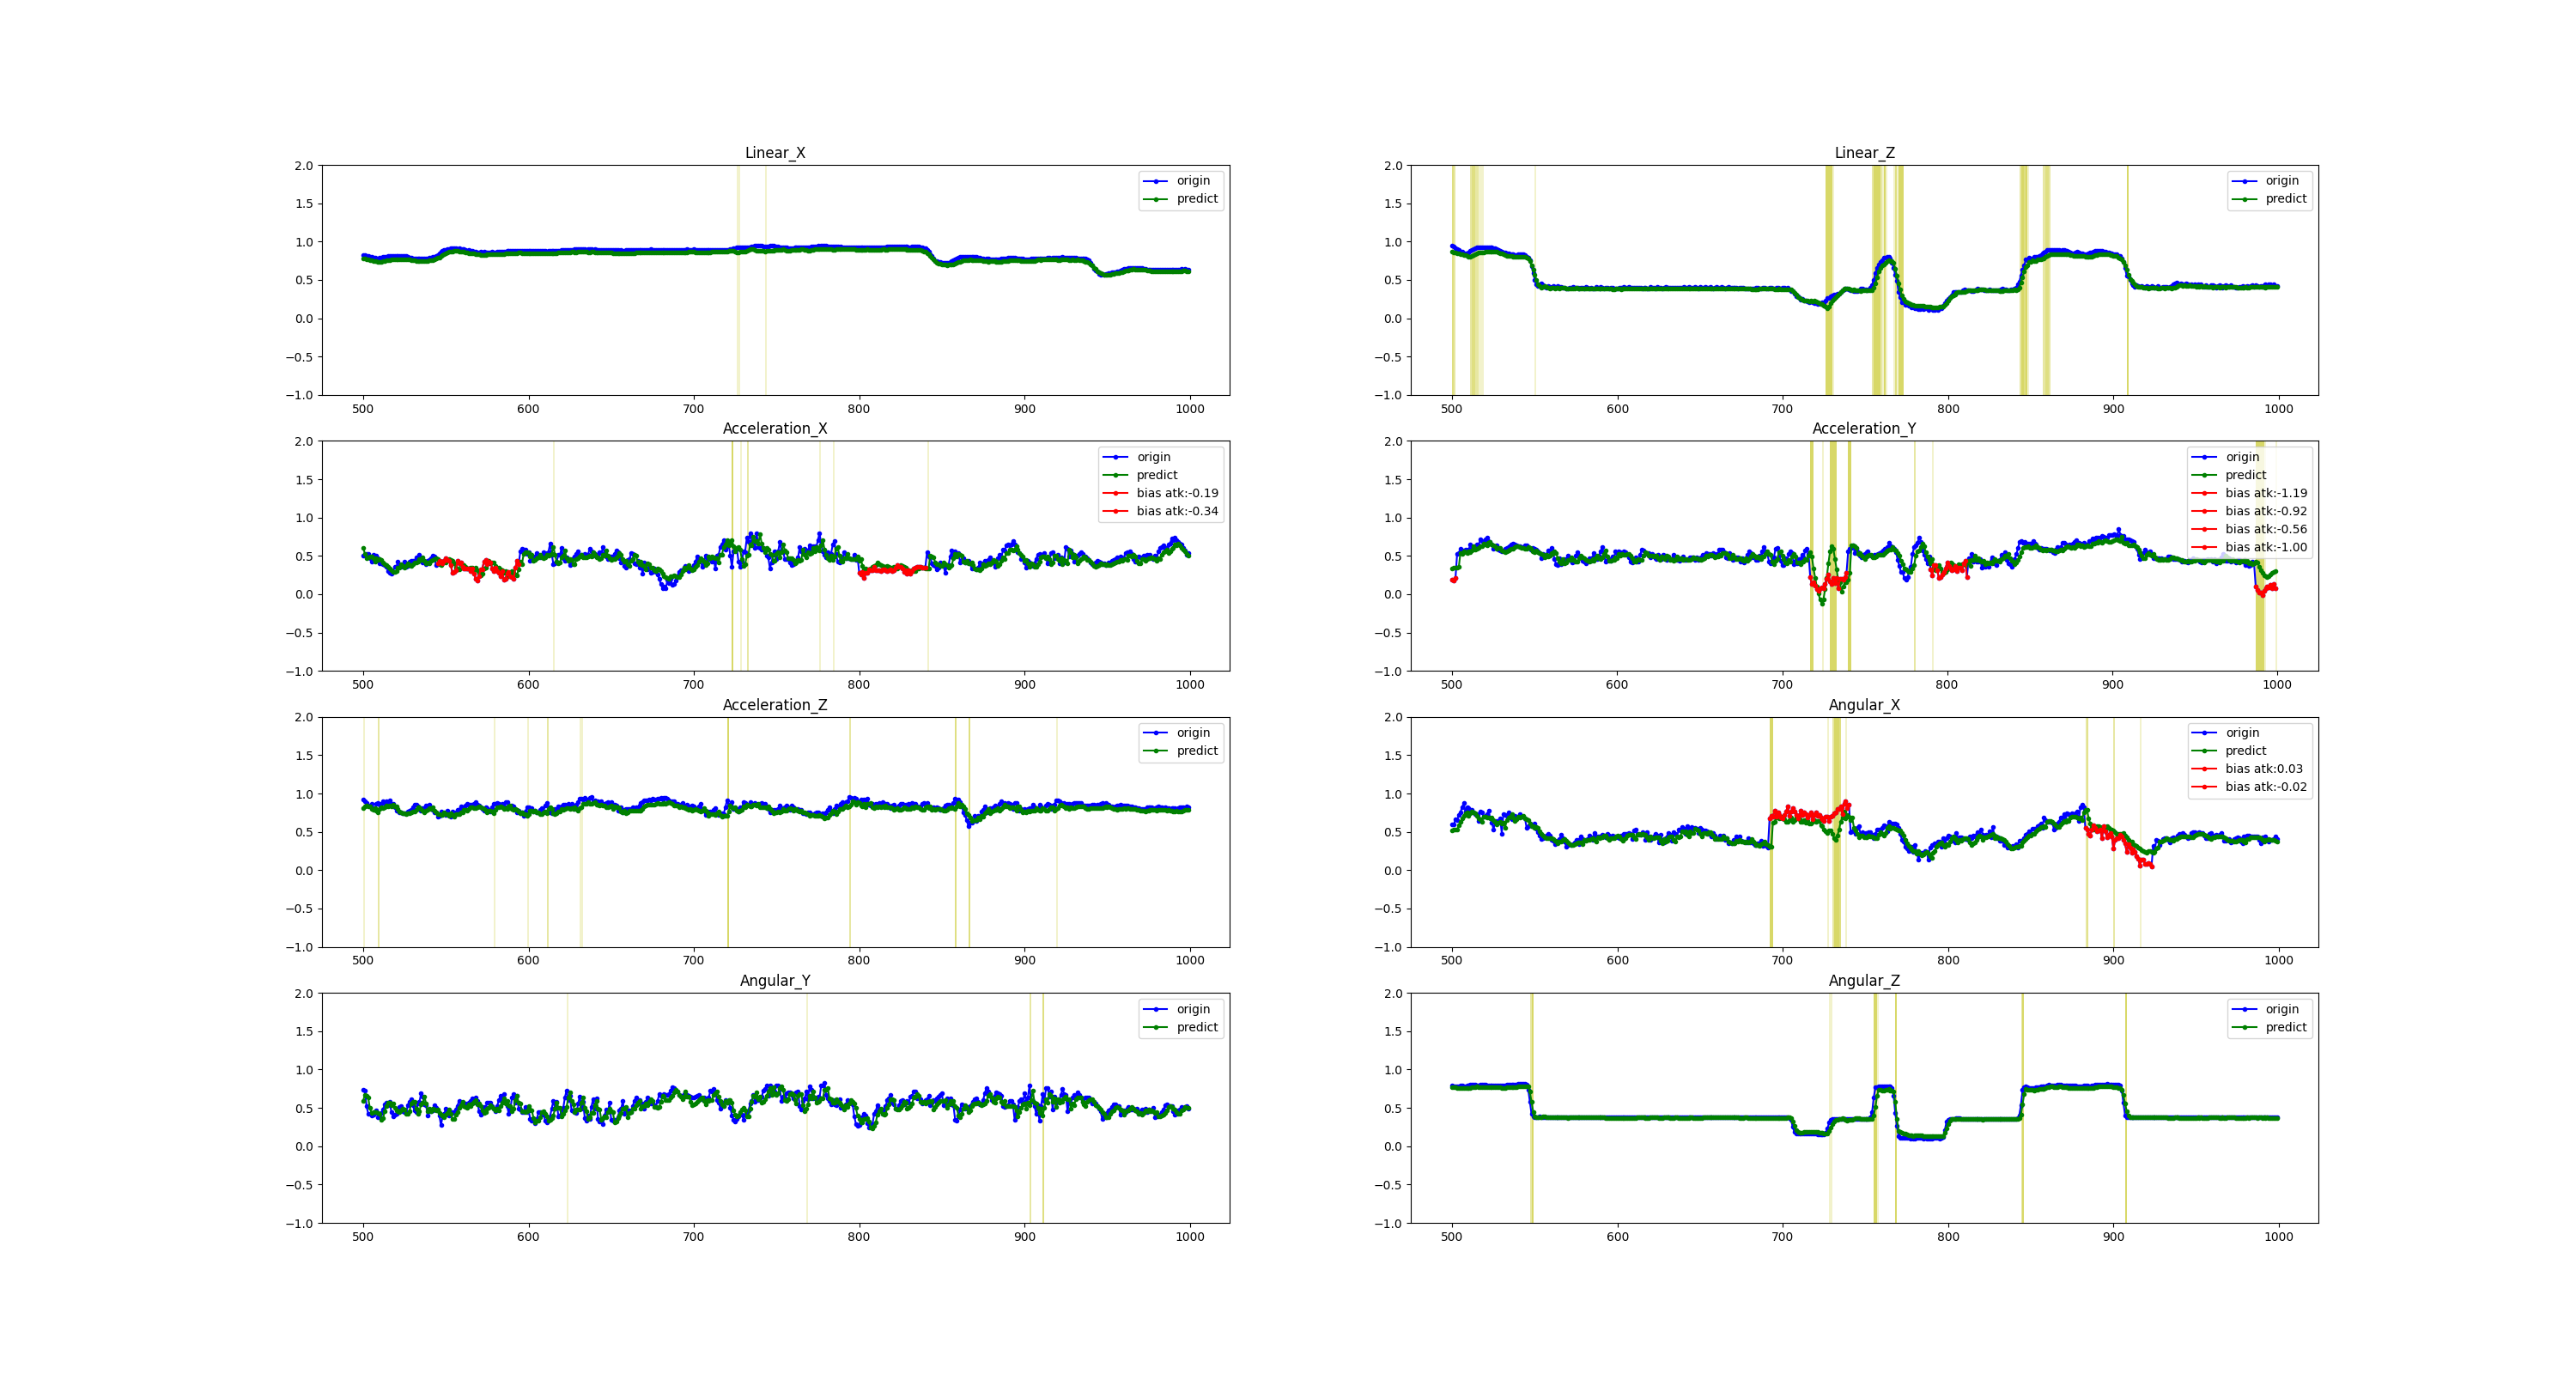 Linear_X
2.0
1.5
1.0
0.5
0.0
−0.5
−1.0
500 600 700 800 900 1000
origin
predict
Linear_Z
2.0
1.5
1.0
0.5
0.0
−0.5
−1.0
500 600 700 800 900 1000
origin
predict
Acceleration_X
2.0
1.5
1.0
0.5
0.0
−0.5
−1.0
500 600 700 800 900 1000
origin
predict
bias atk:-0.19
bias atk:-0.34
Acceleration_Y
2.0
1.5
1.0
0.5
0.0
−0.5
−1.0
500 600 700 800 900 1000
origin
predict
bias atk:-1.19
bias atk:-0.92
bias atk:-0.56
bias atk:-1.00
Acceleration_Z
2.0
1.5
1.0
0.5
0.0
−0.5
−1.0
500 600 700 800 900 1000
origin
predict
Angular_X
2.0
1.5
1.0
0.5
0.0
−0.5
−1.0
500 600 700 800 900 1000
origin
predict
bias atk:0.03
bias atk:-0.02
Angular_Y
2.0
1.5
1.0
0.5
0.0
−0.5
−1.0
500 600 700 800 900 1000
origin
predict
Angular_Z
2.0
1.5
1.0
0.5
0.0
−0.5
−1.0
500 600 700 800 900 1000
origin
predict